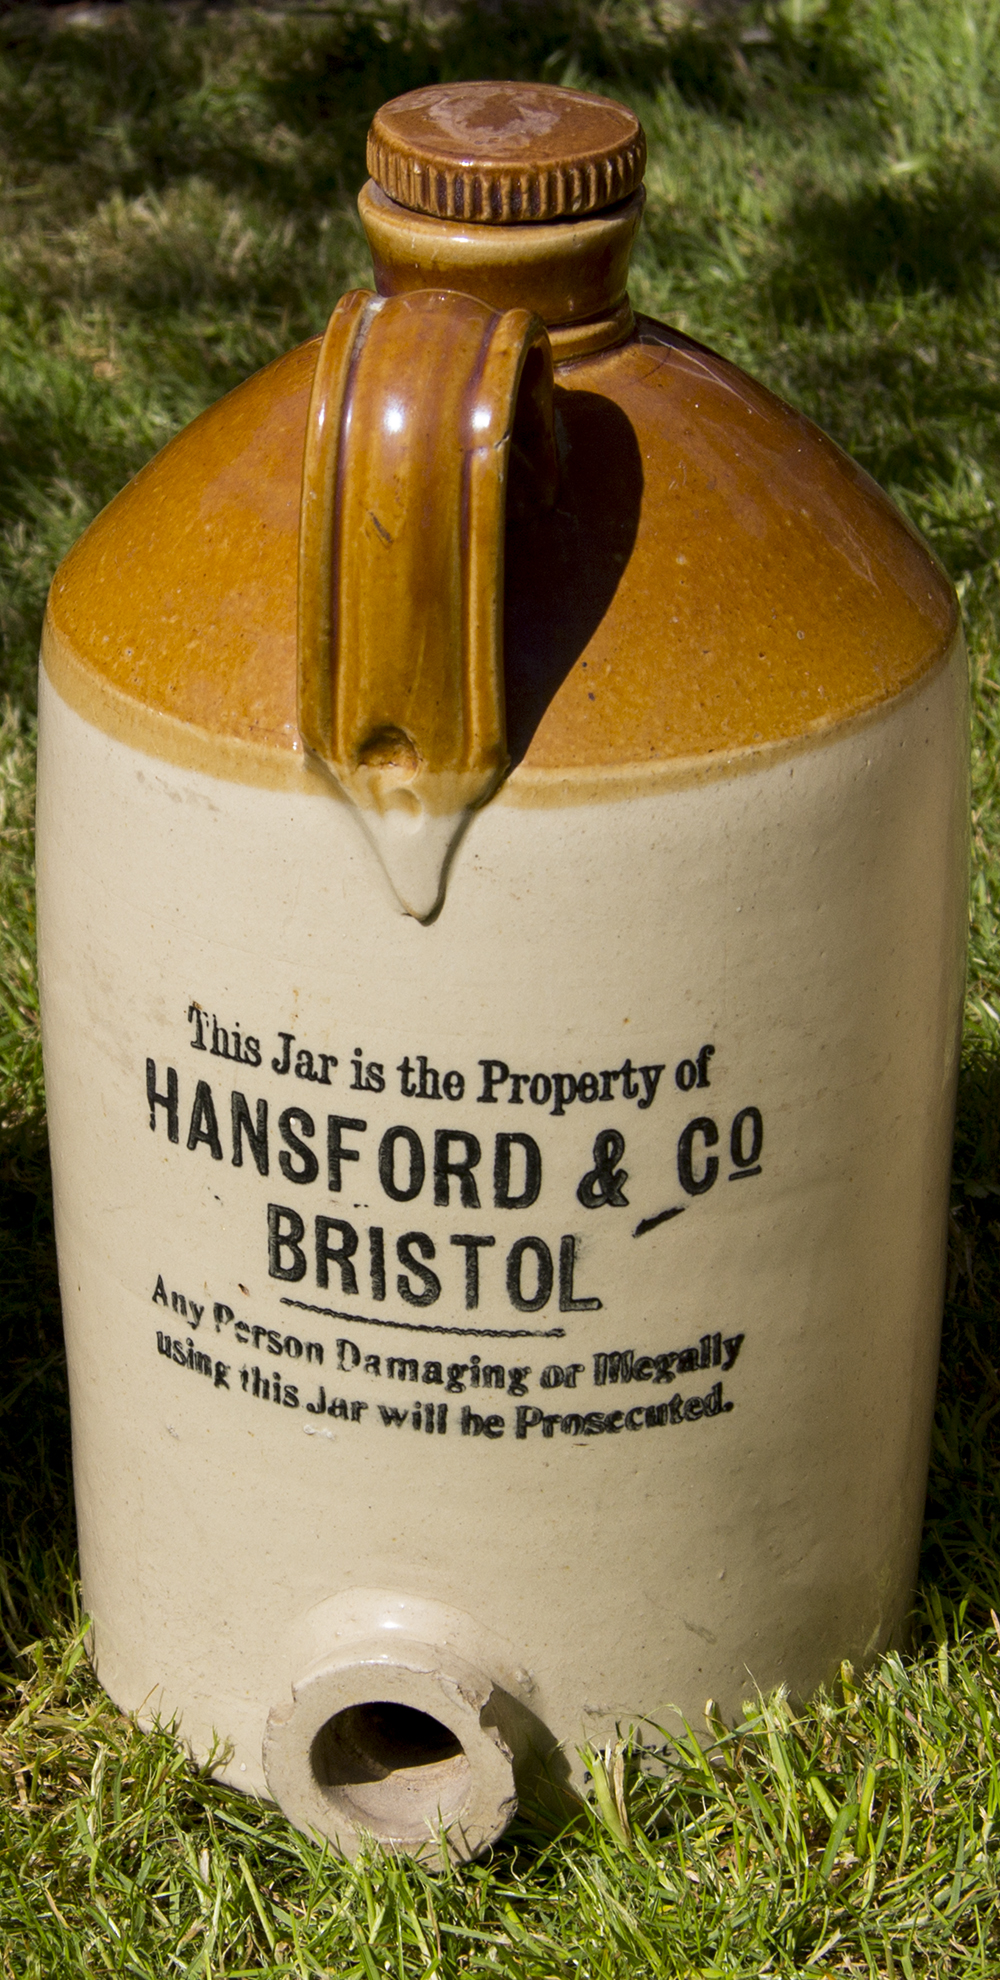 This Jar is the Property of
HANSFORD & Co
BRISTOL
Any Person Damaging or Illegally
using this Jar will be Prosecuted.